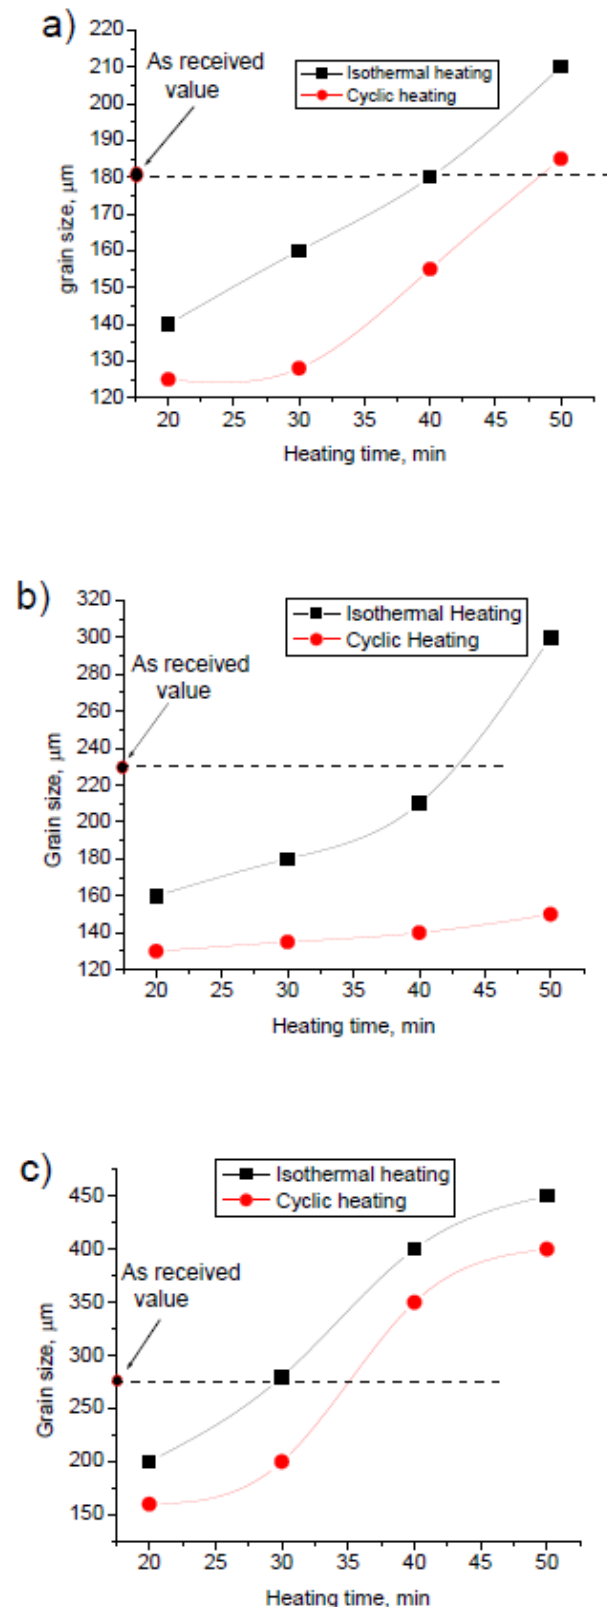 a)
220
210
200
190
180
170
160
150
140
130
120
grain size, μm
As received
value
Isothermal heating
Cyclic heating
20 25 30 35 40 45 50
Heating time, min
b)
320
300
280
260
240
220
200
180
160
140
120
Grain size, μm
As received
value
Isothermal Heating
Cyclic Heating
20 25 30 35 40 45 50
Heating time, min
c)
450
400
350
300
250
200
150
Grain size, μm
As received
value
Isothermal heating
Cyclic heating
20 25 30 35 40 45 50
Heating time, min